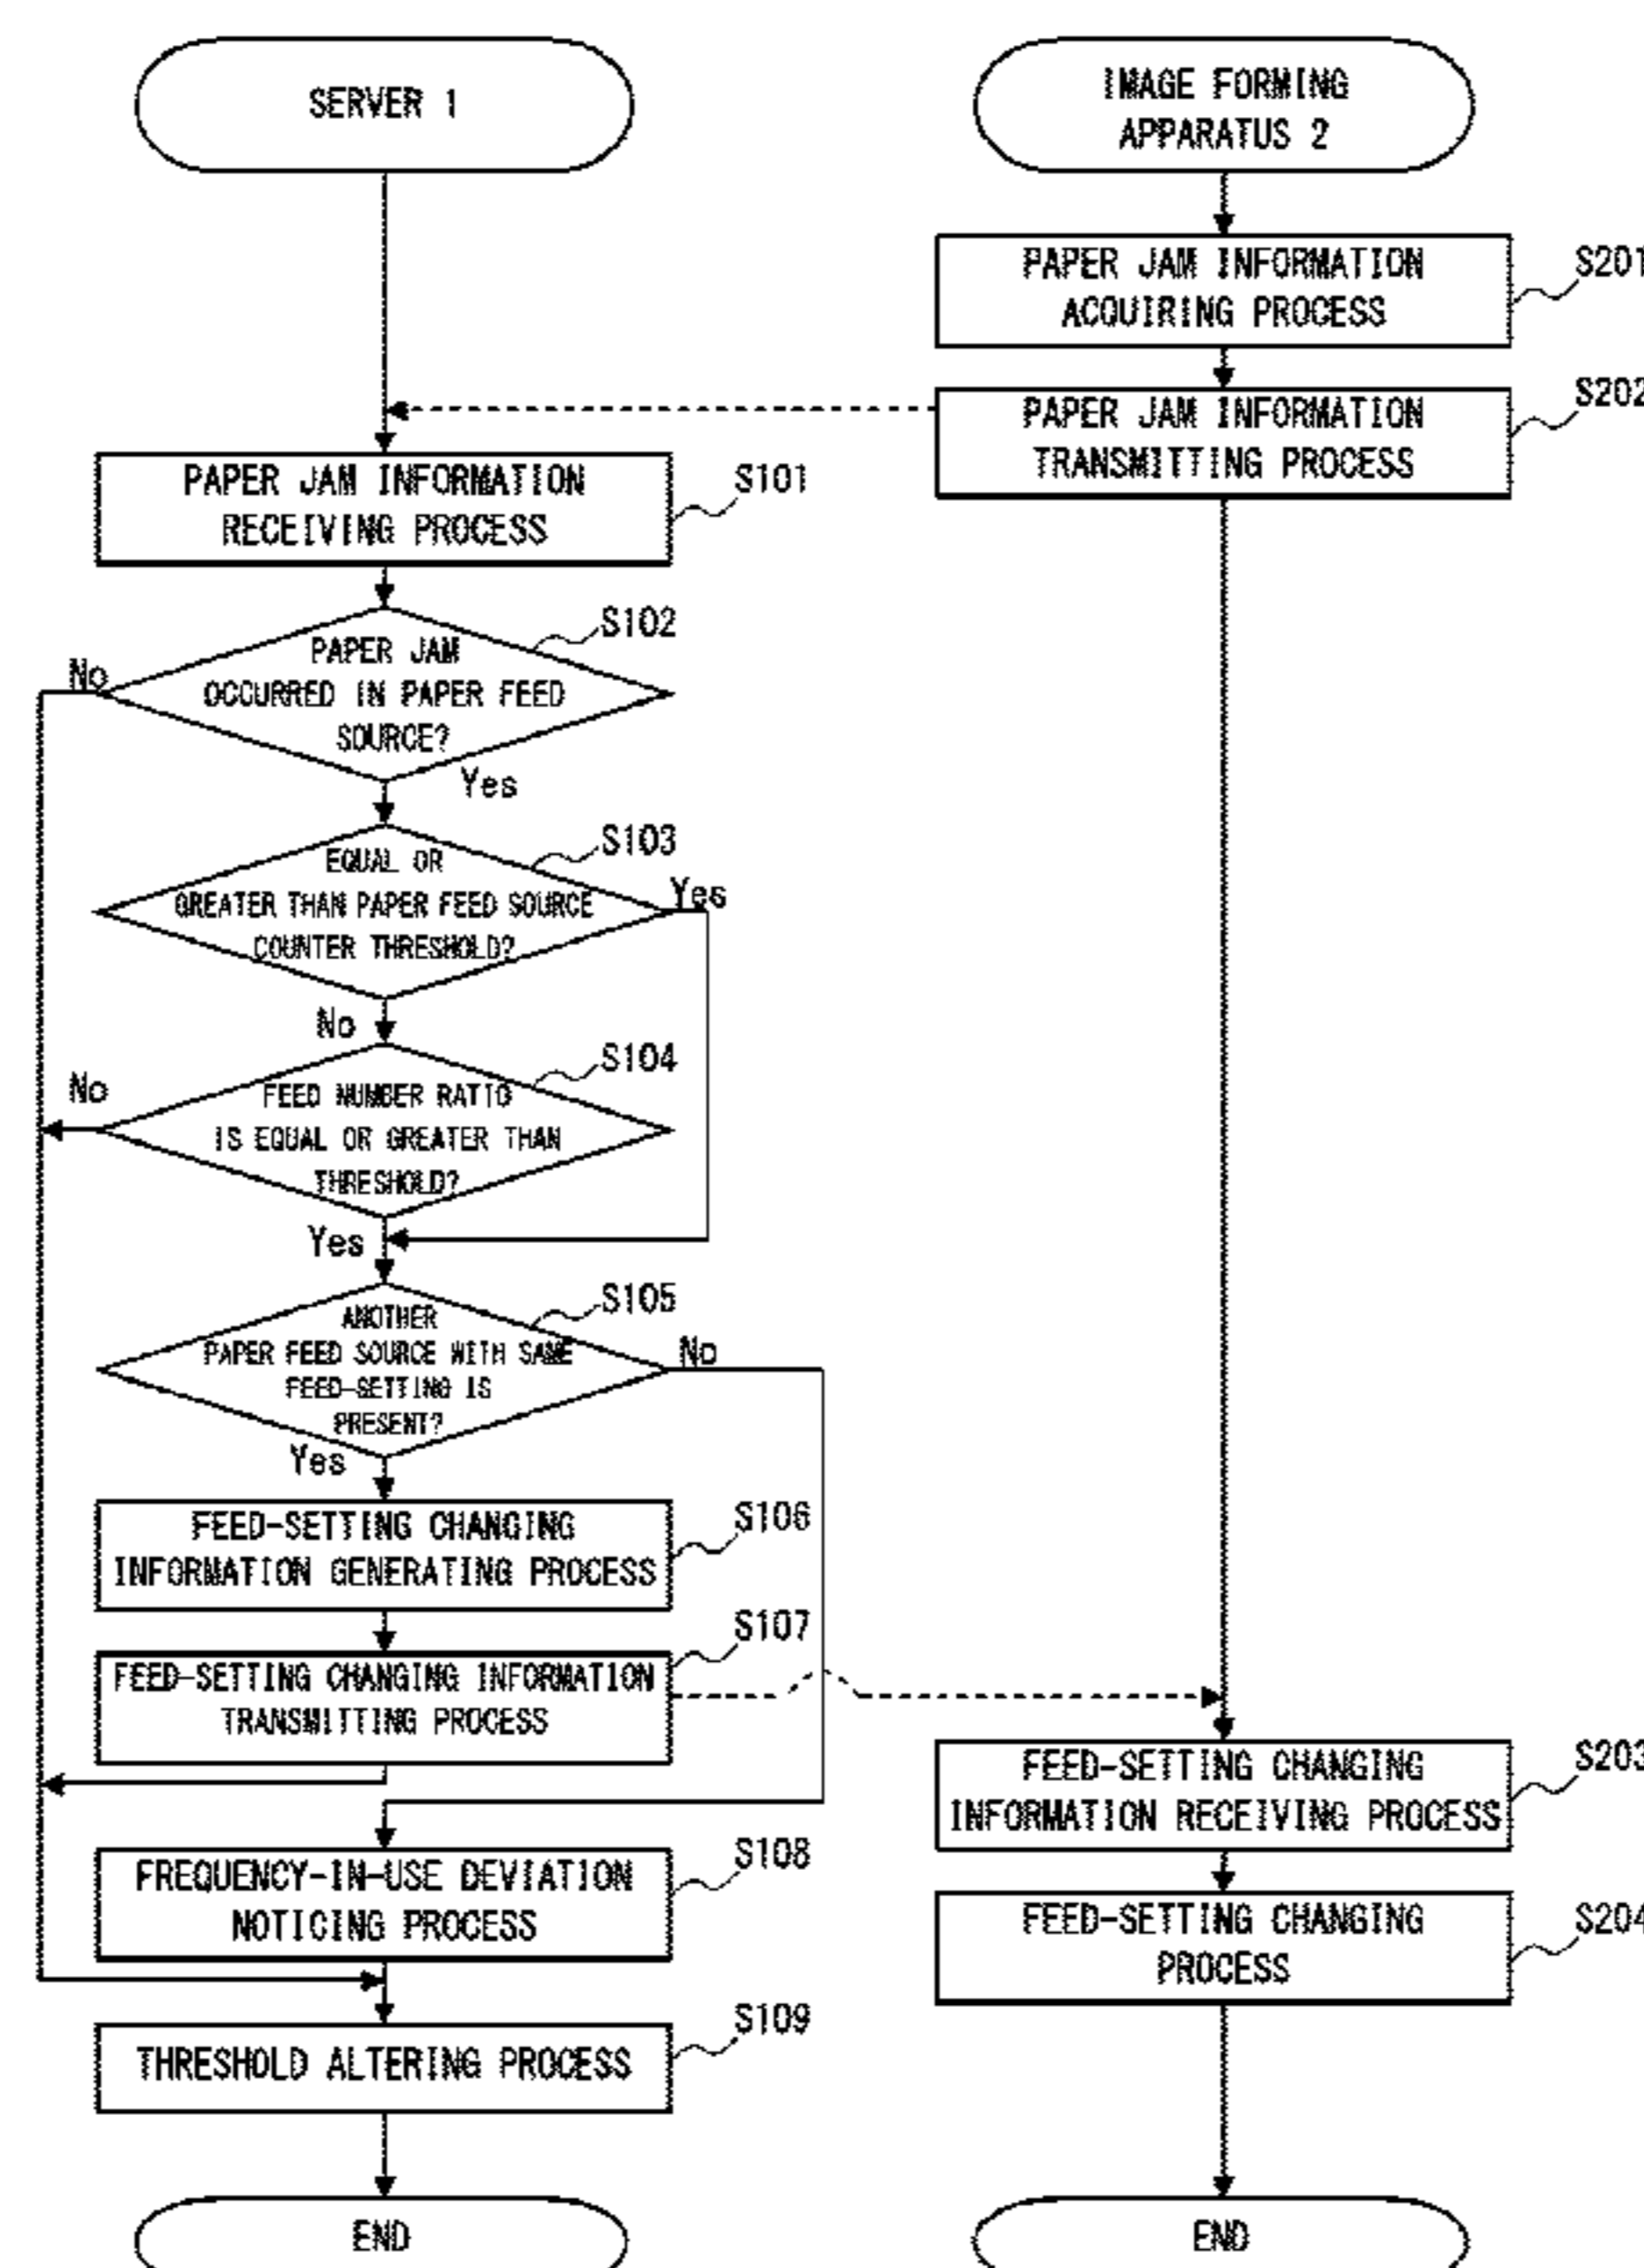 SERVER 1
PAPER JAM INFORMATION
RECEIVING PROCESS
S101
PAPER JAM
OCCURRED IN PAPER FEED
SOURCE?
S102
No
Yes
EQUAL OR
GREATER THAN PAPER FEED SOURCE
COUNTER THRESHOLD?
S103
Yes
No
FEED NUMBER RATIO
IS EQUAL OR GREATER THAN
THRESHOLD?
S104
No
Yes
ANOTHER
PAPER FEED SOURCE WITH SAME
FEED-SETTING IS
PRESENT?
S105
No
Yes
FEED-SETTING CHANGING
INFORMATION GENERATING PROCESS
S106
FEED-SETTING CHANGING INFORMATION
TRANSMITTING PROCESS
S107
FREQUENCY-IN-USE DEVIATION
NOTICING PROCESS
S108
THRESHOLD ALTERING PROCESS
S109
END
IMAGE FORMING
APPARATUS 2
PAPER JAM INFORMATION
ACQUIRING PROCESS
S201
PAPER JAM INFORMATION
TRANSMITTING PROCESS
S202
FEED-SETTING CHANGING
INFORMATION RECEIVING PROCESS
S203
FEED-SETTING CHANGING
PROCESS
S204
END